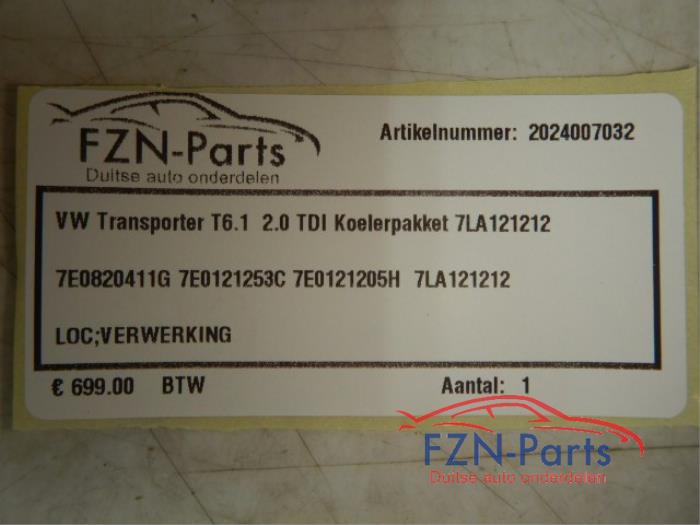 FZN-Parts
Duitse auto onderdelen
Artikelnummer: 2024007032
VW Transporter T6.1 2.0 TDI Koelerpakket 7LA121212
7E0820411G 7E0121253C 7E0121205H 7LA121212
LOC;VERWERKING
€ 699.00 BTW
Aantal: 1
FZN-Parts
Duitse auto onderdelen